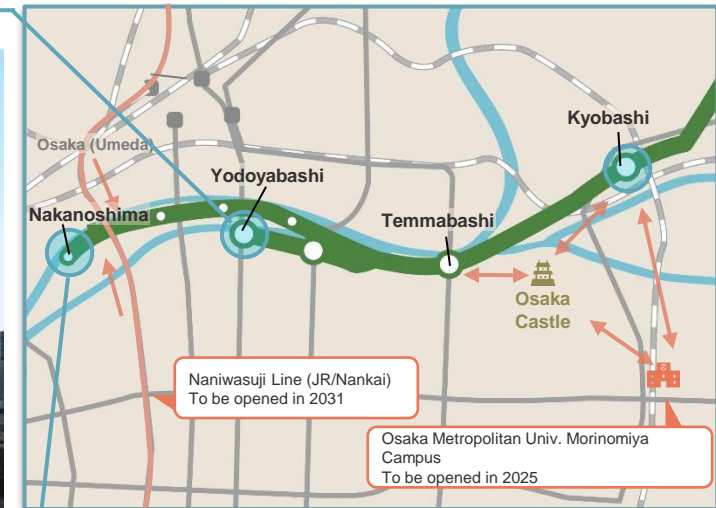 Kyobashi
Osaka (Umeda)
Yodoyabashi
Nakanoshima
Temmabashi
Osaka
Castle
Naniwasuji Line (JR/Nankai)
To be opened in 2031
Osaka Metropolitan Univ. Morinomiya
Campus
To be opened in 2025